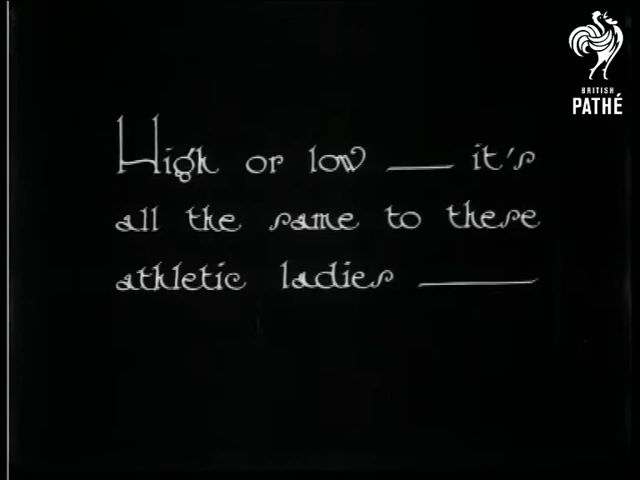 BRITISH
PATHÉ
High or low — it's
all the same to these
athletic ladies —